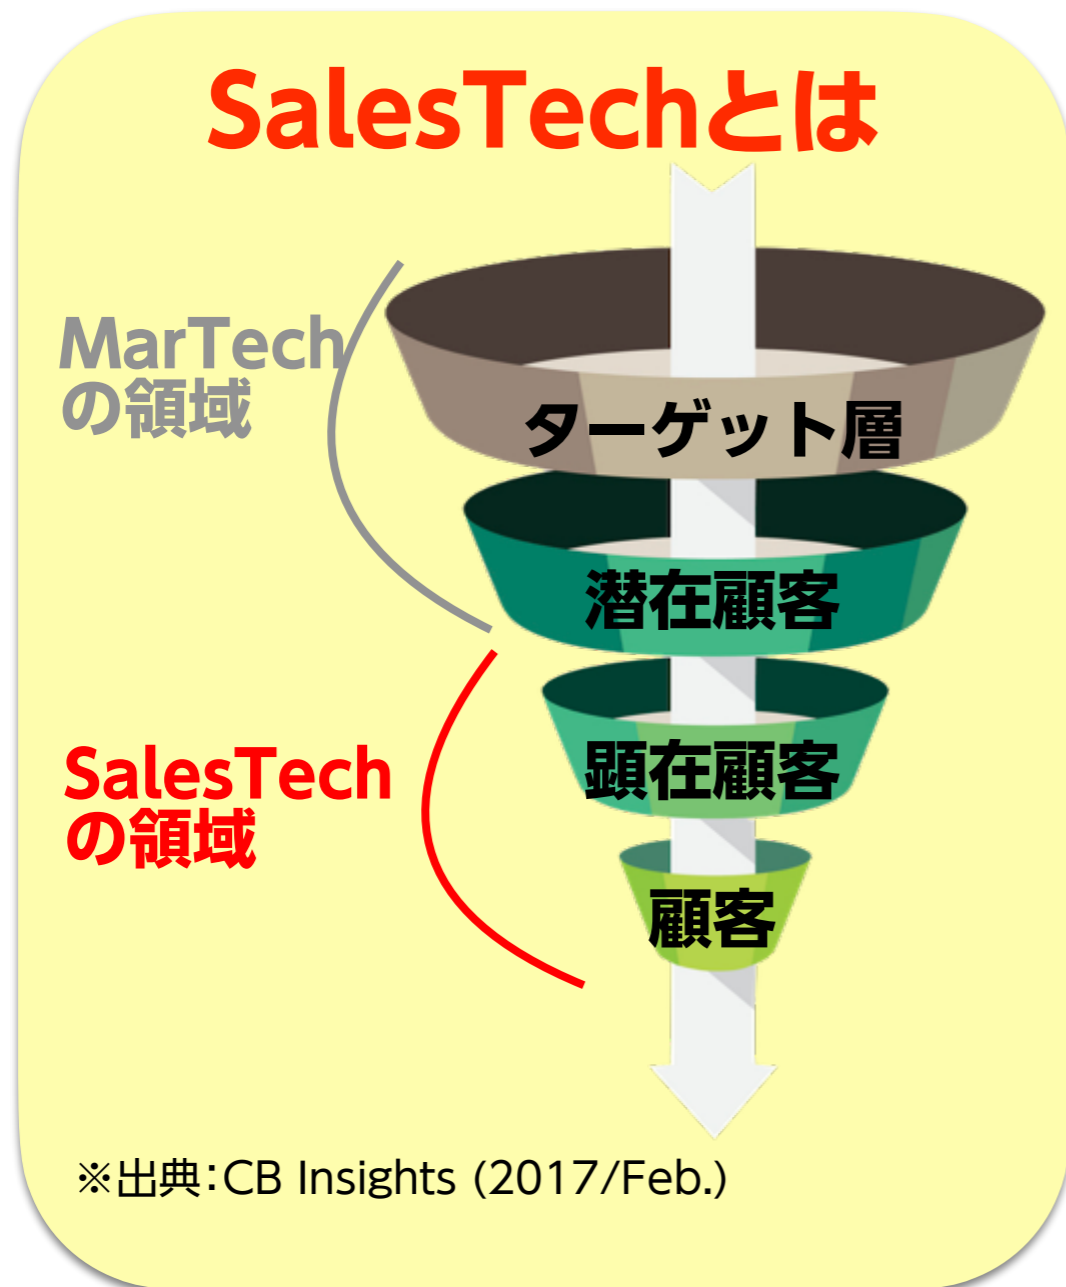 SalesTechとは
MarTech
の領域
ターゲット層
潜在顧客
顕在顧客
SalesTech
の領域
顧客
※出典：CB Insights (2017/Feb.)